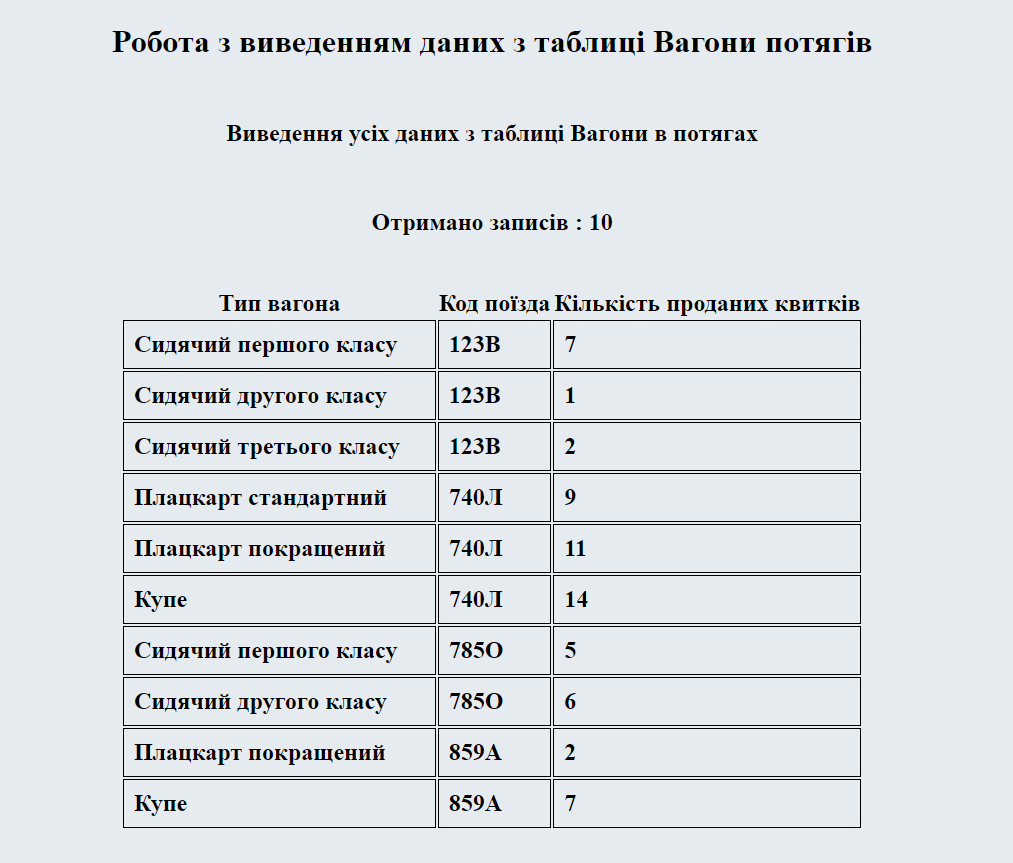 Робота з виведенням даних з таблиці Вагони потягів
Виведення усіх даних з таблиці Вагони в потягах
Отримано записів : 10
Тип вагона Код поїзда Кількість проданих квитків
Сидячий першого класу 123В 7
Сидячий другого класу 123В 1
Сидячий третього класу 123В 2
Плацкарт стандартний 740Л 9
Плацкарт покращений 740Л 11
Купе 740Л 14
Сидячий першого класу 785О 5
Сидячий другого класу 785О 6
Плацкарт покращений 859А 2
Купе 859А 7